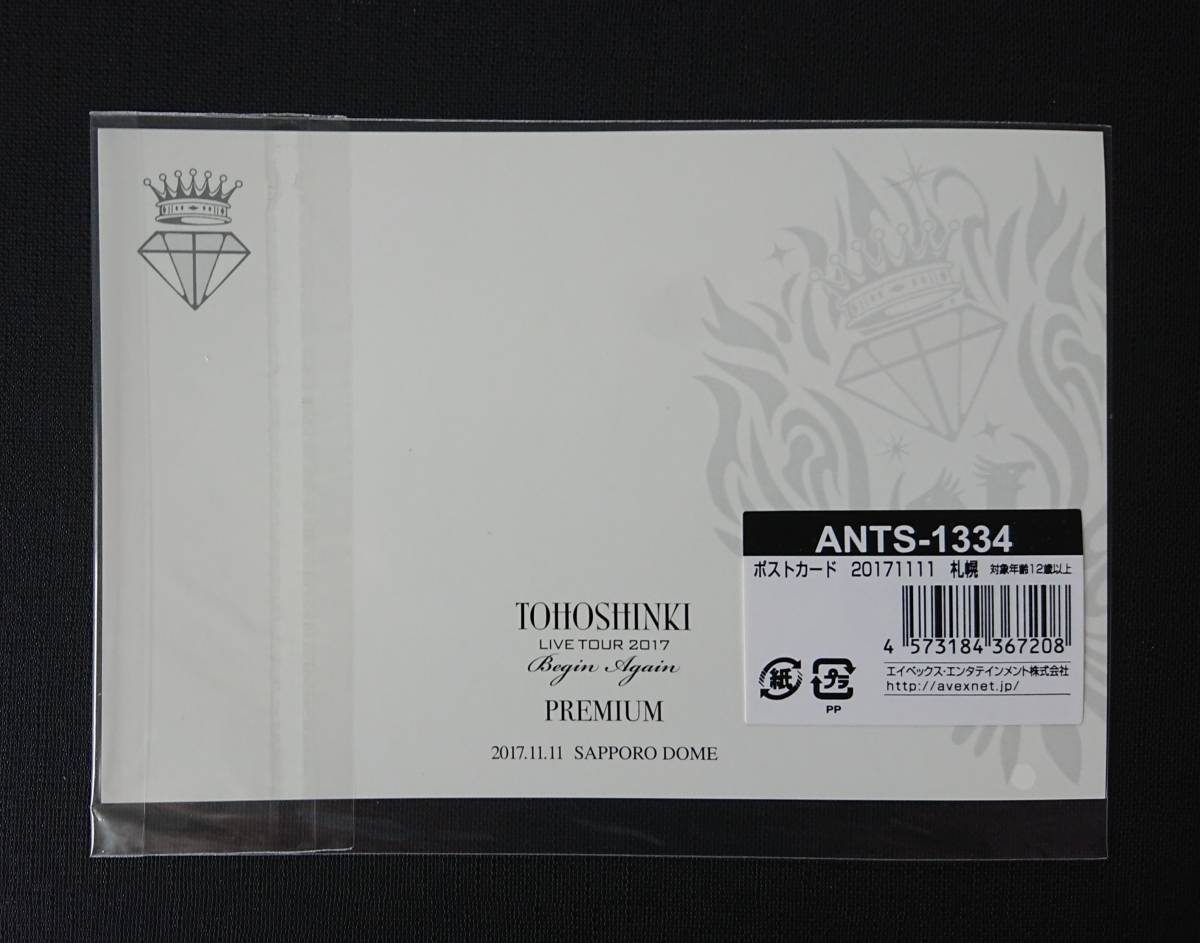 TOHOSHINKI
LIVE TOUR 2017
Begin Again
PREMIUM
2017.11.11 SAPPORO DOME
ANTS-1334
ポストカード 20171111 札幌 対象年齢12歳以上
4 573184 367208
紙
プラ
PP
エイベックス・エンタテインメント株式会社
http://avexnet.jp/